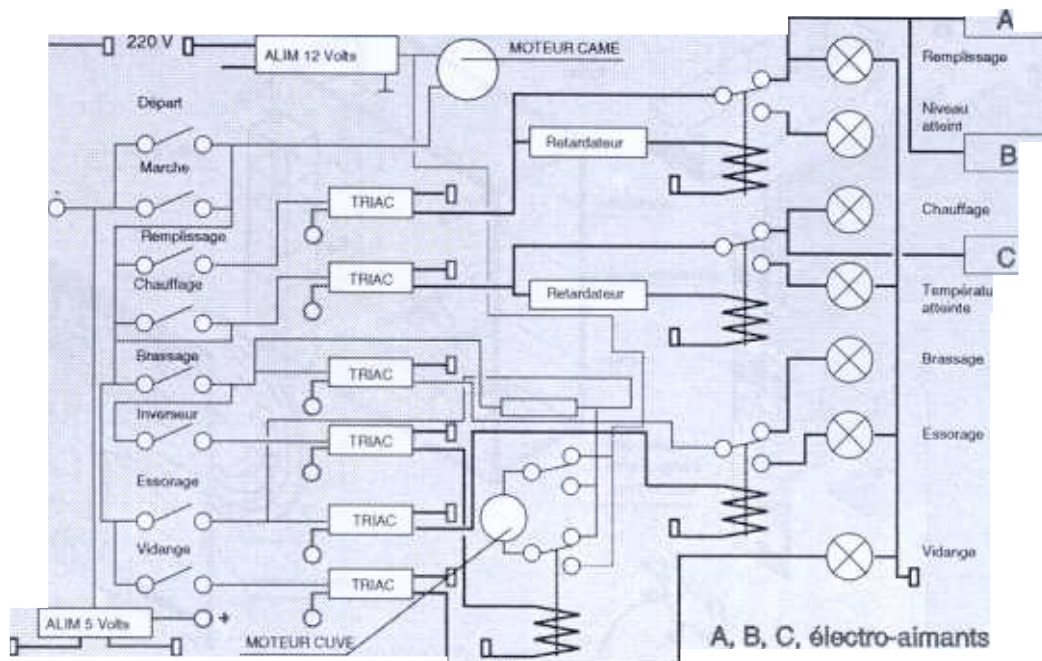 220 V
ALIM 12 Volts
MOTEUR CAME
A
Remplissage
Départ
Niveau
atteint
Marche
Retardateur
B
TRIAC
Chauffage
Remplissage
C
Chauffage
TRIAC
Retardateur
Températu
atteinte
Brassage
TRIAC
Brassage
Inverseur
TRIAC
Essorage
Essorage
TRIAC
Vidange
Vidange
TRIAC
ALIM 5 Volts
+
MOTEUR CUVE
A, B, C, électro-aimants